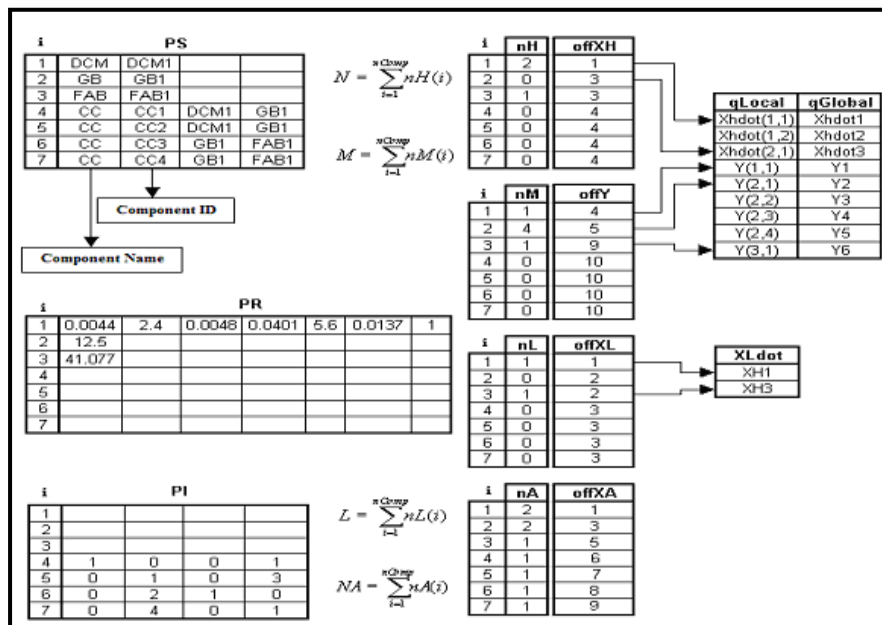 i PS
1 DCM DCM1
2 GB GB1
3 FAB FAB1
4 CC CC1 DCM1 GB1
5 CC CC2 DCM1 GB1
6 CC CC3 GB1 FAB1
7 CC CC4 GB1 FAB1
Component ID
Component Name
N = nComp ∑ i=1 nH(i)
M = nComp ∑ i=1 nM(i)
i nH offXH
1 2 1
2 0 3
3 1 3
4 0 4
5 0 4
6 0 4
7 0 4
qLocal qGlobal
Xhdot(1,1) Xhdot1
Xhdot(1,2) Xhdot2
Xhdot(2,1) Xhdot3
Y(1,1) Y1
Y(2,1) Y2
Y(2,2) Y3
Y(2,3) Y4
Y(2,4) Y5
Y(3,1) Y6
i nM offY
1 1 4
2 4 5
3 1 9
4 0 10
5 0 10
6 0 10
7 0 10
i PR
1 0.0044 2.4 0.0048 0.0401 5.6 0.0137 1
2 12.5
3 41.077
4
5
6
7
i nL offXL
1 1 1
2 0 2
3 1 2
4 0 3
5 0 3
6 0 3
7 0 3
XLdot
XH1
XH3
i PI
1
2
3
4 1 0 0 1
5 0 1 0 3
6 0 2 1 0
7 0 4 0 1
L = nComp ∑ i=1 nL(i)
NA = nComp ∑ i=1 nA(i)
i nA offXA
1 2 1
2 2 3
3 1 5
4 1 6
5 1 7
6 1 8
7 1 9